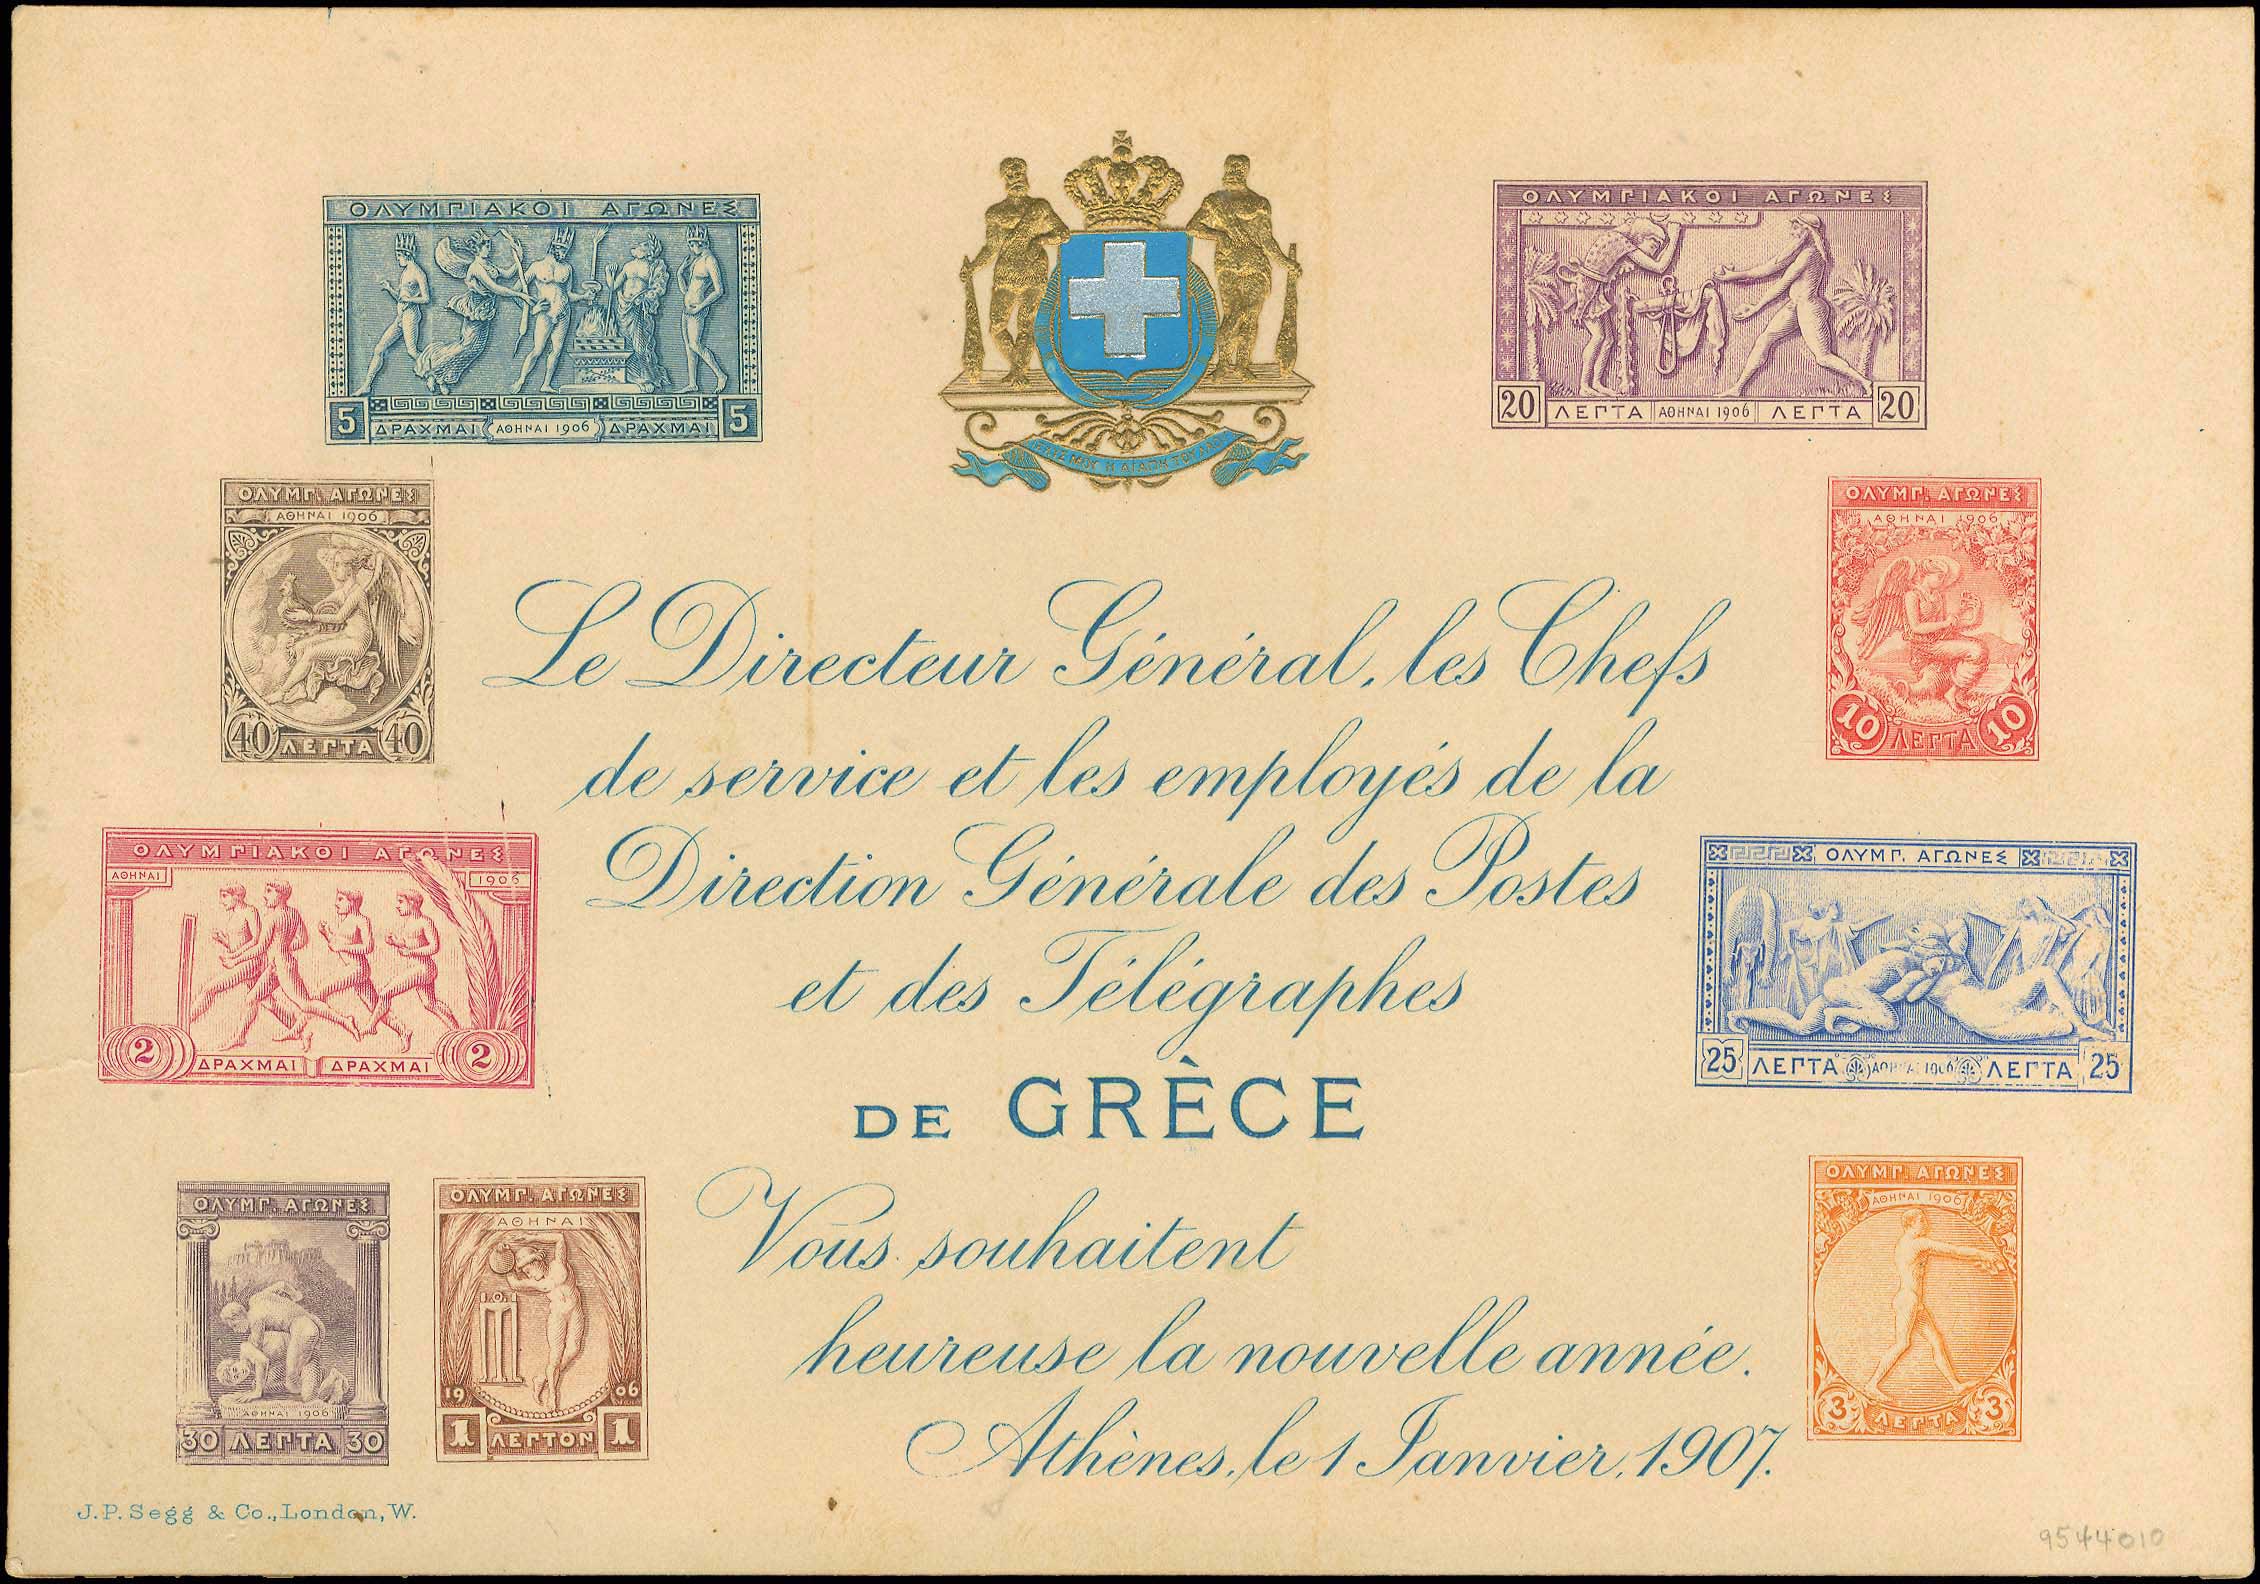 ΟΛΥΜΠΙΑΚΟΙ ΑΓΩΝΕΣ
5 ΔΡΑΧΜΑΙ ΑΘΗΝΑΙ 1906 ΔΡΑΧΜΑΙ 5
ΟΛΥΜΠΙΑΚΟΙ ΑΓΩΝΕΣ
20 ΛΕΠΤΑ ΑΘΗΝΑΙ 1906 ΛΕΠΤΑ 20
ΟΛΥΜΠ. ΑΓΩΝΕΣ
ΑΘΗΝΑΙ 1906
40 ΛΕΠΤΑ 40
ΟΛΥΜΠ. ΑΓΩΝΕΣ
ΑΘΗΝΑΙ 1906
10 ΛΕΠΤΑ 10
Le Directeur Général, les Chefs
de service et les employés de la
Direction Générale des Postes
et des Télégraphes
DE GRÈCE
Vous souhaitent
heureuse la nouvelle année.
Athènes, le 1 Janvier, 1907.
ΟΛΥΜΠΙΑΚΟΙ ΑΓΩΝΕΣ
ΑΘΗΝΑΙ 1906
2 ΔΡΑΧΜΑΙ ΔΡΑΧΜΑΙ 2
ΟΛΥΜΠ. ΑΓΩΝΕΣ
25 ΛΕΠΤΑ ΑΘΗΝΑΙ 1906 ΛΕΠΤΑ 25
ΟΛΥΜΠ. ΑΓΩΝΕΣ
ΑΘΗΝΑΙ 1906
30 ΛΕΠΤΑ 30
ΟΛΥΜΠ. ΑΓΩΝΕΣ
ΑΘΗΝΑΙ
19 06
1 ΛΕΠΤΟΝ 1
ΟΛΥΜΠ. ΑΓΩΝΕΣ
ΑΘΗΝΑΙ 1906
3 ΛΕΠΤΑ 3
J. P. Segg & Co., London, W.
9544010